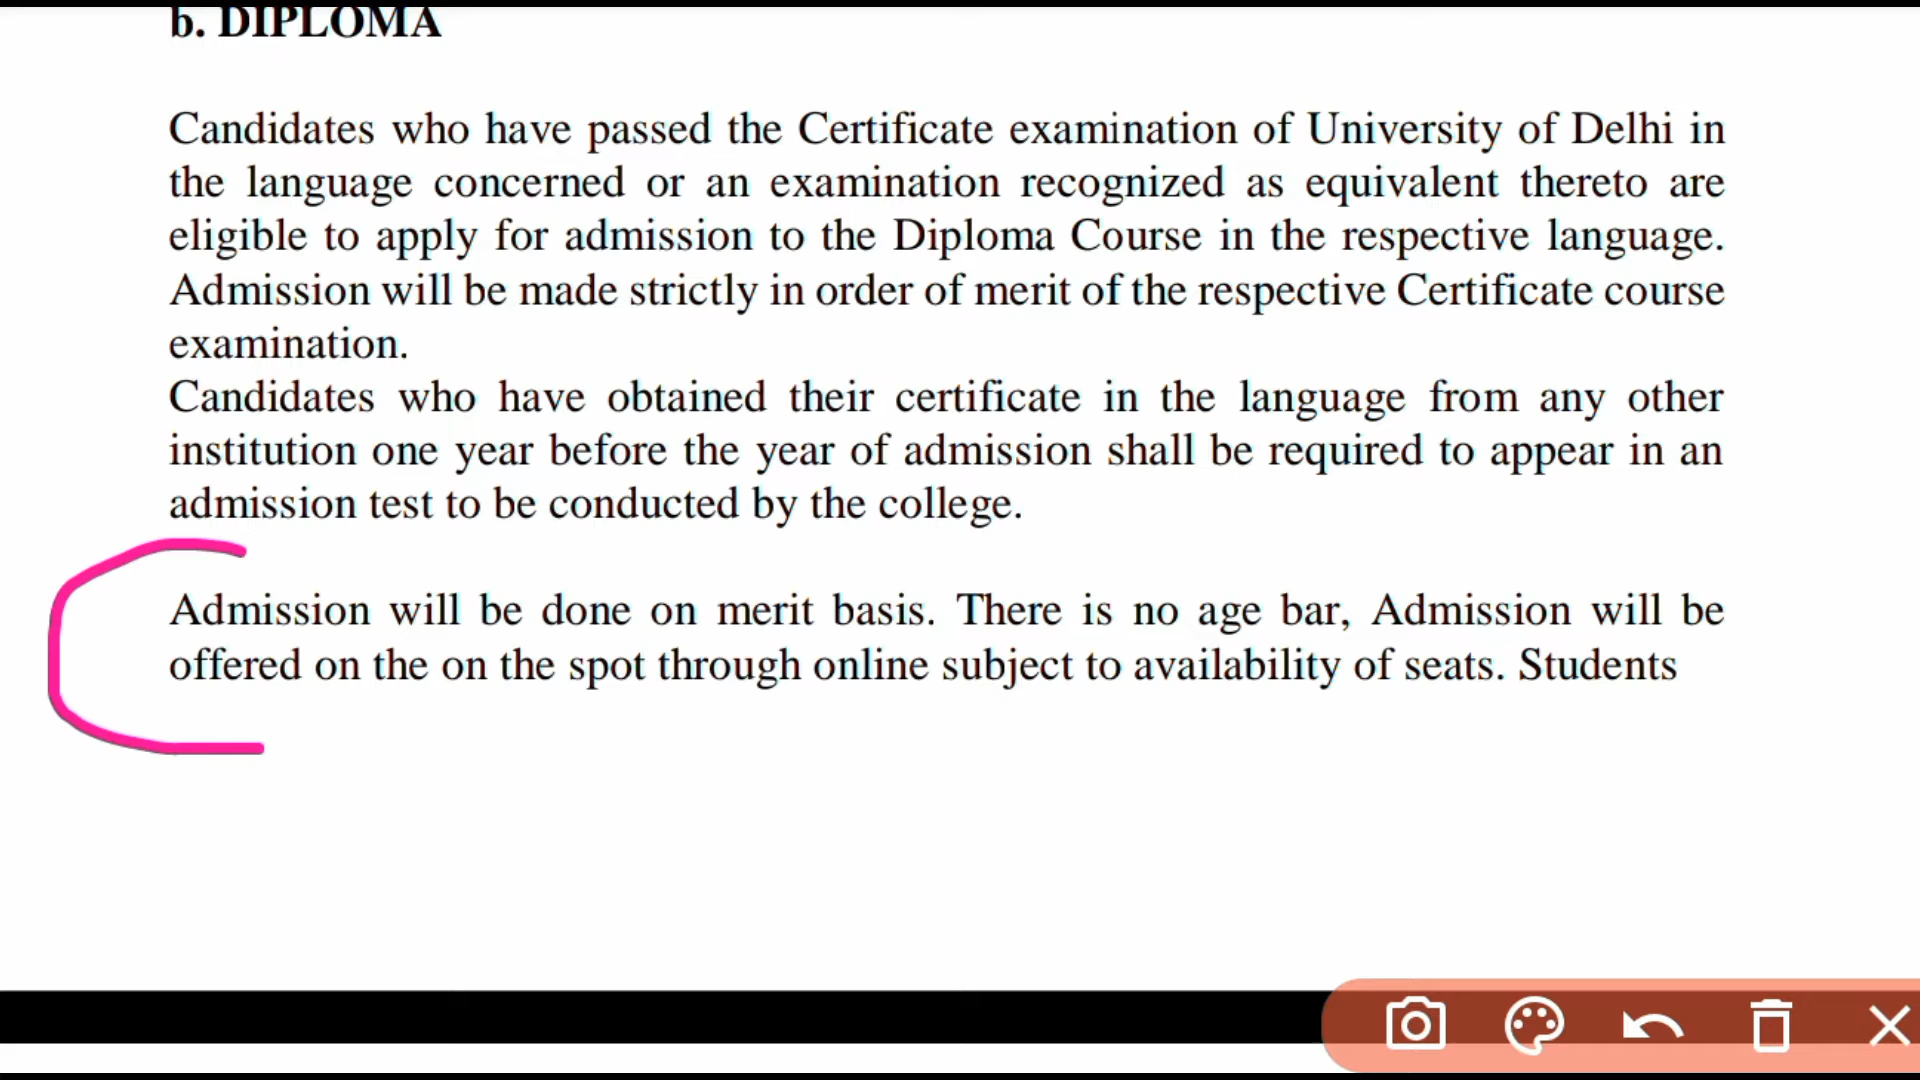 b. DIPLOMA
Candidates who have passed the Certificate examination of University of Delhi in
the language concerned or an examination recognized as equivalent thereto are
eligible to apply for admission to the Diploma Course in the respective language.
Admission will be made strictly in order of merit of the respective Certificate course
examination.
Candidates who have obtained their certificate in the language from any other
institution one year before the year of admission shall be required to appear in an
admission test to be conducted by the college.
Admission will be done on merit basis. There is no age bar, Admission will be
offered on the on the spot through online subject to availability of seats. Students